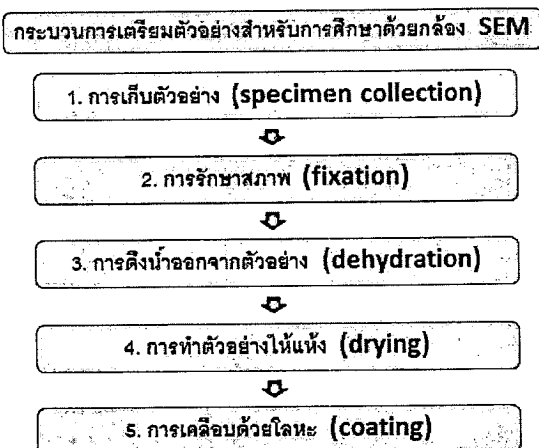 กระบวนการเตรียมตัวอย่างสำหรับการศึกษาด้วยกล้อง SEM
1. การเก็บตัวอย่าง (specimen collection)
2. การรักษาสภาพ (fixation)
3. การดึงน้ำออกจากตัวอย่าง (dehydration)
4. การทำตัวอย่างให้แห้ง (drying)
5. การเคลือบด้วยโลหะ (coating)